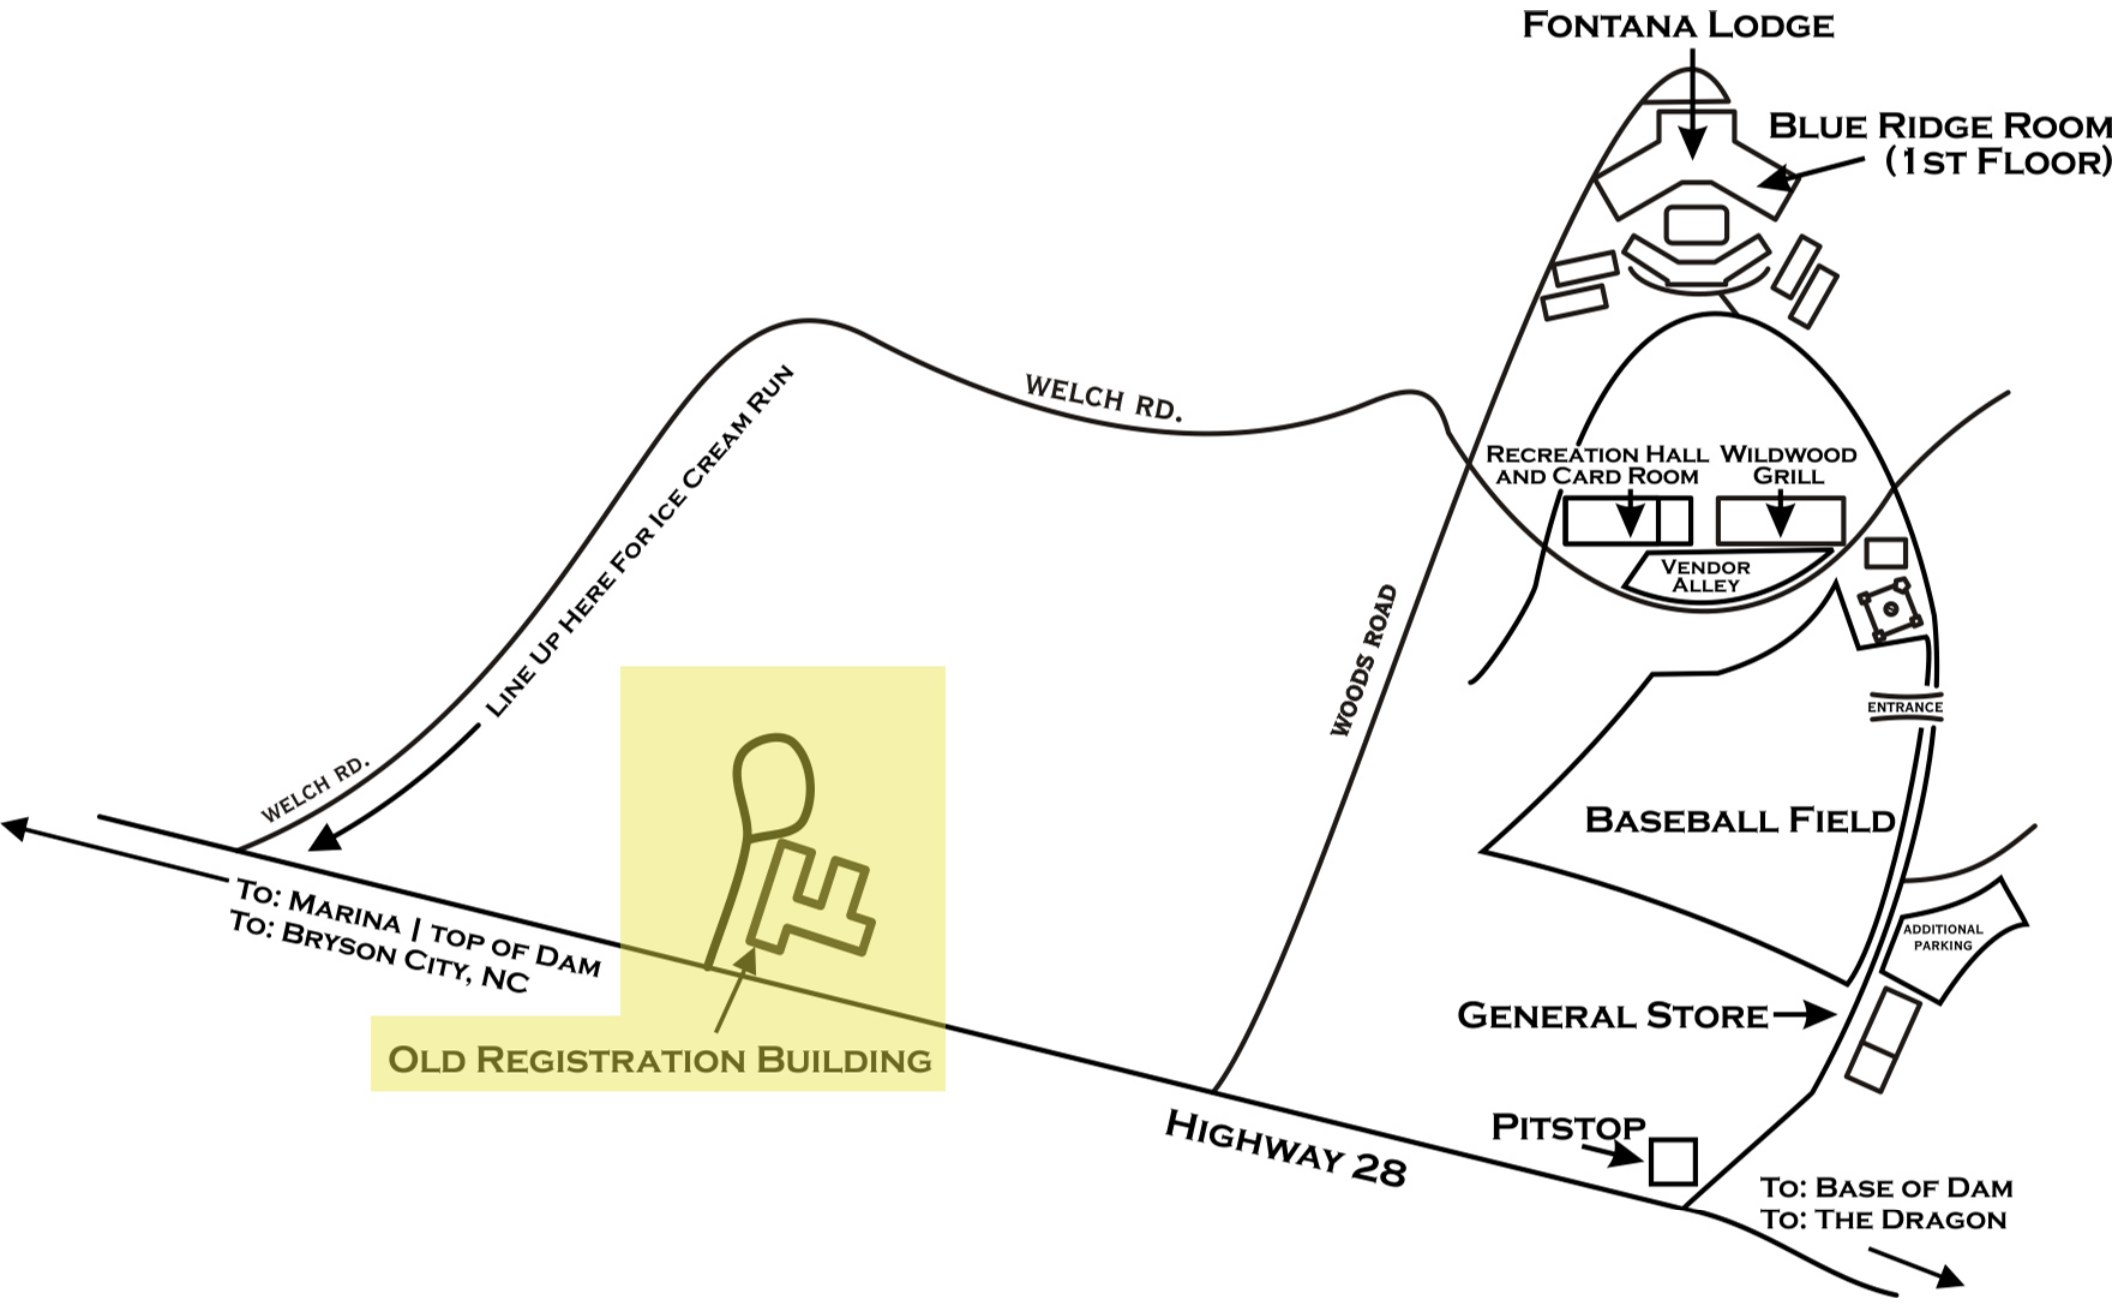 FONTANA LODGE
BLUE RIDGE ROOM
(1ST FLOOR)
WELCH RD.
LINE UP HERE FOR ICE CREAM RUN
RECREATION HALL
AND CARD ROOM
WILDWOOD
GRILL
VENDOR
ALLEY
WOODS ROAD
ENTRANCE
WELCH RD.
BASEBALL FIELD
TO: MARINA | TOP OF DAM
TO: BRYSON CITY, NC
ADDITIONAL
PARKING
GENERAL STORE
OLD REGISTRATION BUILDING
HIGHWAY 28
PITSTOP
TO: BASE OF DAM
TO: THE DRAGON